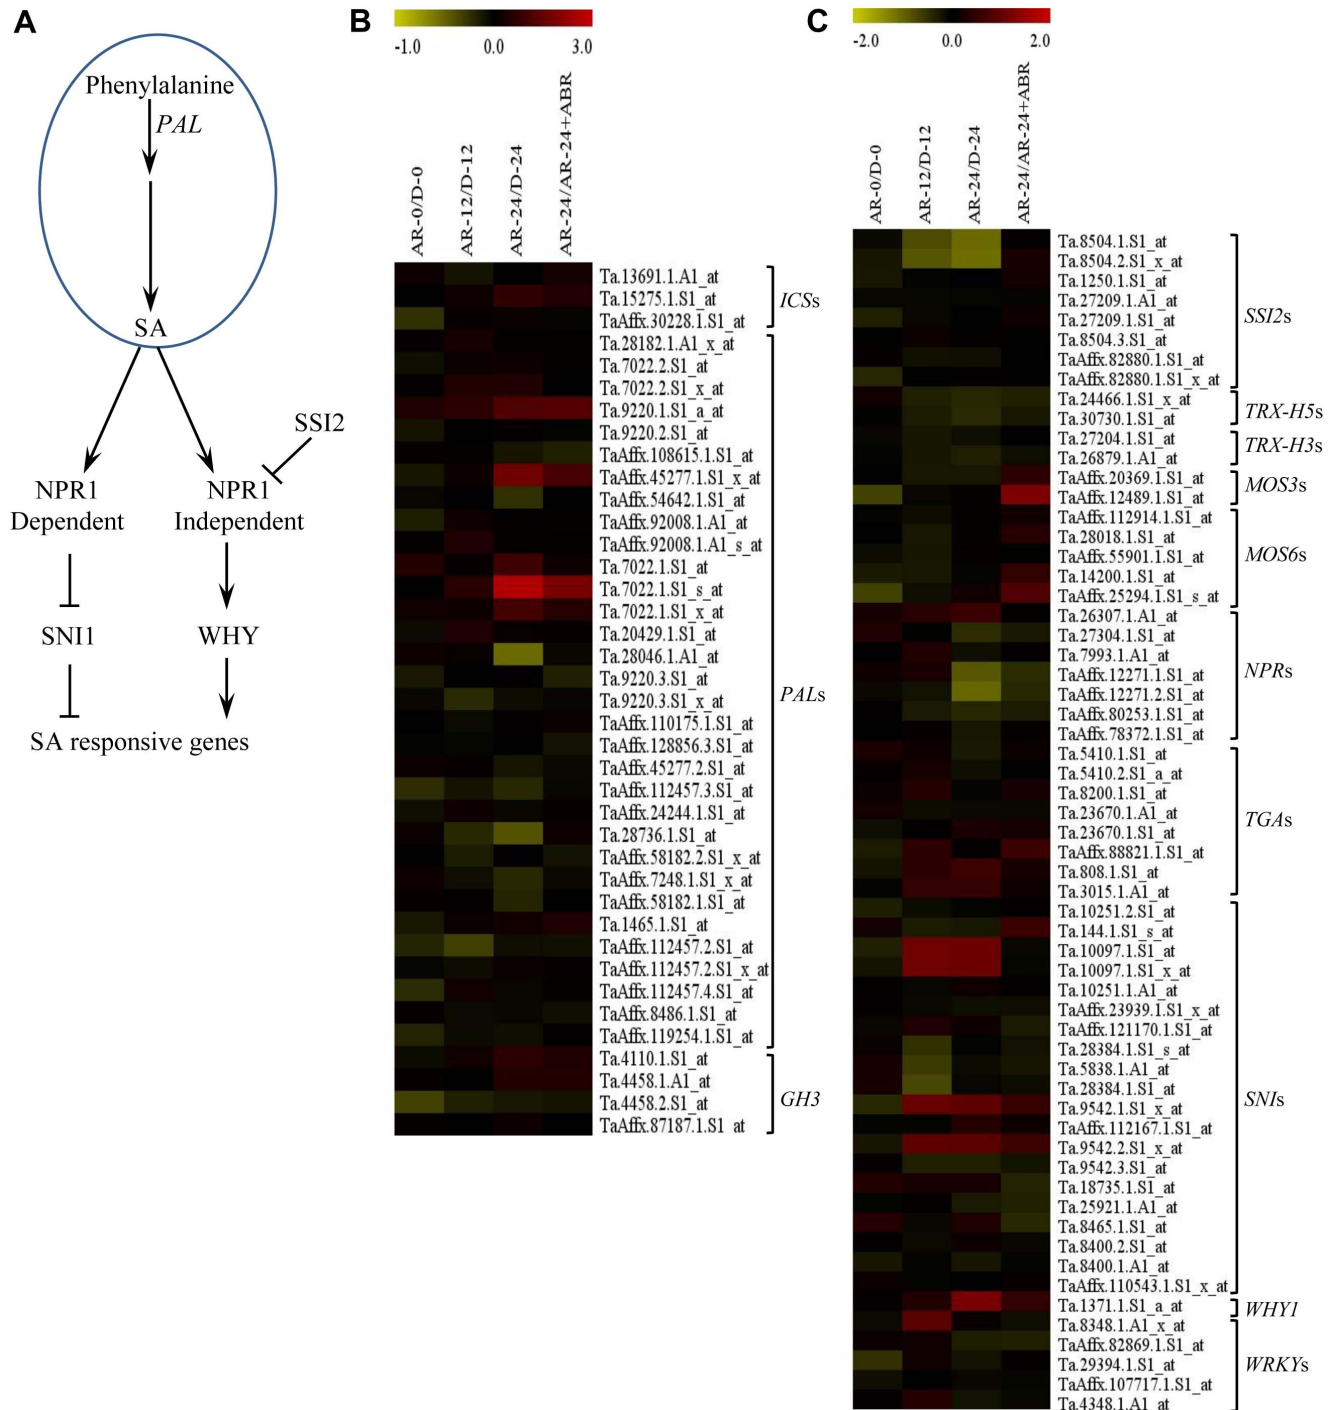 A
Phenylalanine
PAL
SA
SSI2
NPR1
Dependent
NPR1
Independent
SNI1
WHY
SA responsive genes
B
-1.0 0.0 3.0
AR-0/D-0
AR-12/D-12
AR-24/D-24
AR-24/AR-24+ABR
Ta.13691.1.A1_at
Ta.15275.1.S1_at
TaAffx.30228.1.S1_at
ICSs
Ta.28182.1.A1_x_at
Ta.7022.2.S1_at
Ta.7022.2.S1_x_at
Ta.9220.1.S1_a_at
Ta.9220.2.S1_at
TaAffx.108615.1.S1_at
TaAffx.45277.1.S1_x_at
TaAffx.54642.1.S1_at
TaAffx.92008.1.A1_at
TaAffx.92008.1.A1_s_at
Ta.7022.1.S1_at
Ta.7022.1.S1_s_at
Ta.7022.1.S1_x_at
Ta.20429.1.S1_at
Ta.28046.1.A1_at
Ta.9220.3.S1_at
Ta.9220.3.S1_x_at
TaAffx.110175.1.S1_at
TaAffx.128856.3.S1_at
TaAffx.45277.2.S1_at
TaAffx.112457.3.S1_at
TaAffx.24244.1.S1_at
Ta.28736.1.S1_at
TaAffx.58182.2.S1_x_at
TaAffx.7248.1.S1_x_at
TaAffx.58182.1.S1_at
Ta.1465.1.S1_at
TaAffx.112457.2.S1_at
TaAffx.112457.2.S1_x_at
TaAffx.112457.4.S1_at
TaAffx.8486.1.S1_at
TaAffx.119254.1.S1_at
PALs
Ta.4110.1.S1_at
Ta.4458.1.A1_at
Ta.4458.2.S1_at
TaAffx.87187.1.S1_at
GH3
C
-2.0 0.0 2.0
AR-0/D-0
AR-12/D-12
AR-24/D-24
AR-24/AR-24+ABR
Ta.8504.1.S1_at
Ta.8504.2.S1_x_at
Ta.1250.1.S1_at
Ta.27209.1.A1_at
Ta.27209.1.S1_at
Ta.8504.3.S1_at
TaAffx.82880.1.S1_at
TaAffx.82880.1.S1_x_at
SSI2s
Ta.24466.1.S1_x_at
Ta.30730.1.S1_at
TRX-H5s
Ta.27204.1.S1_at
Ta.26879.1.A1_at
TRX-H3s
TaAffx.20369.1.S1_at
TaAffx.12489.1.S1_at
MOS3s
TaAffx.112914.1.S1_at
Ta.28018.1.S1_at
TaAffx.55901.1.S1_at
Ta.14200.1.S1_at
TaAffx.25294.1.S1_s_at
MOS6s
Ta.26307.1.A1_at
Ta.27304.1.S1_at
Ta.7993.1.A1_at
TaAffx.12271.1.S1_at
TaAffx.12271.2.S1_at
TaAffx.80253.1.S1_at
TaAffx.78372.1.S1_at
NPRs
Ta.5410.1.S1_at
Ta.5410.2.S1_a_at
Ta.8200.1.S1_at
Ta.23670.1.A1_at
Ta.23670.1.S1_at
TaAffx.88821.1.S1_at
Ta.808.1.S1_at
Ta.3015.1.A1_at
TGAs
Ta.10251.2.S1_at
Ta.144.1.S1_s_at
Ta.10097.1.S1_at
Ta.10097.1.S1_x_at
Ta.10251.1.A1_at
TaAffx.23939.1.S1_x_at
TaAffx.121170.1.S1_at
Ta.28384.1.S1_s_at
Ta.5838.1.A1_at
Ta.28384.1.S1_at
Ta.9542.1.S1_x_at
TaAffx.112167.1.S1_at
Ta.9542.2.S1_x_at
Ta.9542.3.S1_at
Ta.18735.1.S1_at
Ta.25921.1.A1_at
Ta.8465.1.S1_at
Ta.8400.2.S1_at
Ta.8400.1.A1_at
TaAffx.110543.1.S1_x_at
SNIs
Ta.1371.1.S1_a_at
WHY1
Ta.8348.1.A1_x_at
TaAffx.82869.1.S1_at
Ta.29394.1.S1_at
TaAffx.107717.1.S1_at
Ta.4348.1.A1_at
WRKYs